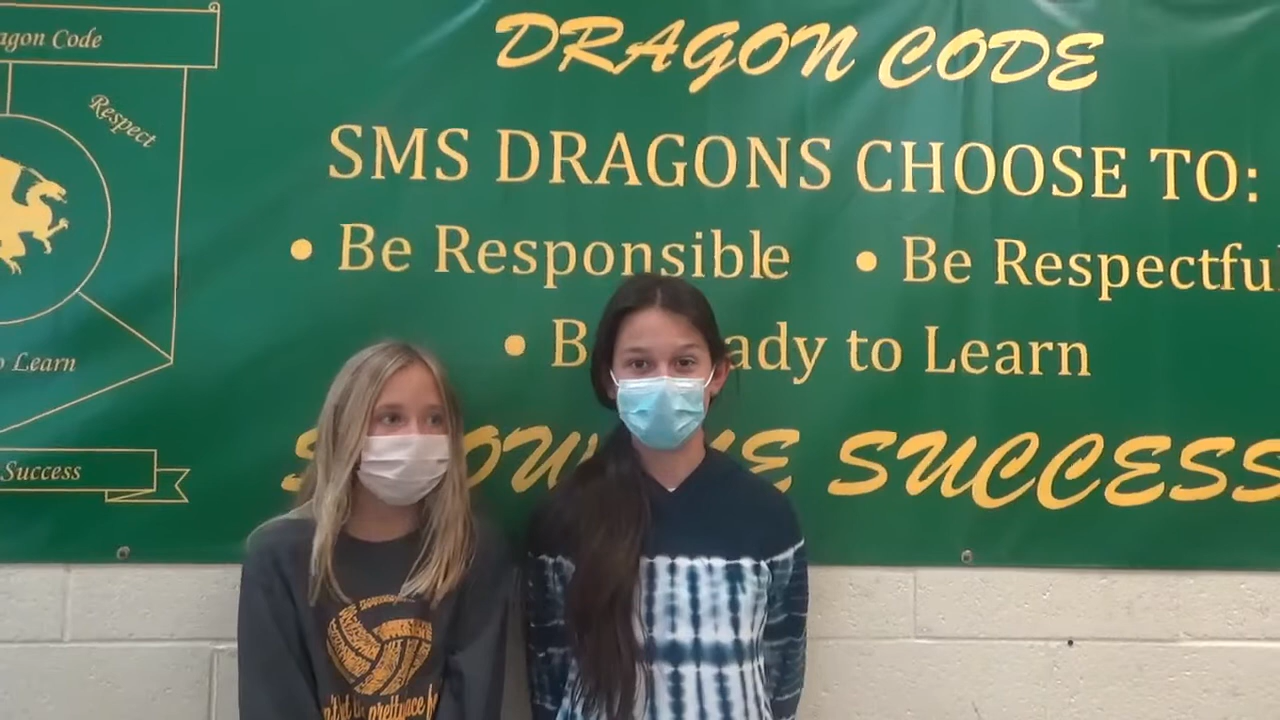 agon Code
Respect
o Learn
Success
DRAGON CODE
SMS DRAGONS CHOOSE TO:
• Be Responsible • Be Respectfu
• B ady to Learn
S OW E SUCCESS